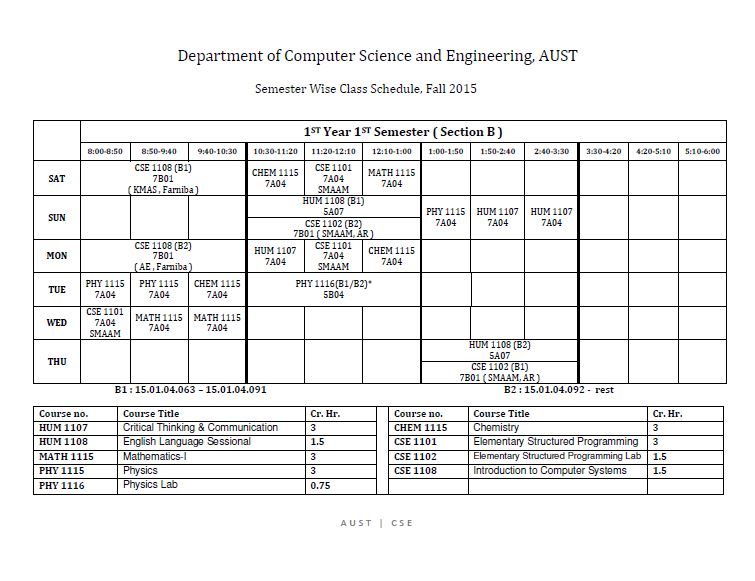 Department of Computer Science and Engineering, AUST
Semester Wise Class Schedule, Fall 2015
1ST Year 1ST Semester ( Section B )
8:00-8:50 8:50-9:40 9:40-10:30 10:30-11:20 11:20-12:10 12:10-1:00 1:00-1:50 1:50-2:40 2:40-3:30 3:30-4:20 4:20-5:10 5:10-6:00
SAT
CSE 1108 (B1)
7B01
( KMAS , Farniba )
CHEM 1115
7A04
CSE 1101
7A04
SMAAM
MATH 1115
7A04
SUN
HUM 1108 (B1)
5A07
CSE 1102 (B2)
7B01 ( SMAAM, AR )
PHY 1115
7A04
HUM 1107
7A04
HUM 1107
7A04
MON
CSE 1108 (B2)
7B01
( AE , Farniba )
HUM 1107
7A04
CSE 1101
7A04
SMAAM
CHEM 1115
7A04
TUE
PHY 1115
7A04
PHY 1115
7A04
CHEM 1115
7A04
PHY 1116(B1/B2)*
5B04
WED
CSE 1101
7A04
SMAAM
MATH 1115
7A04
MATH 1115
7A04
THU
HUM 1108 (B2)
5A07
CSE 1102 (B1)
7B01 ( SMAAM, AR )
B1 : 15.01.04.063 – 15.01.04.091 B2 : 15.01.04.092 - rest
Course no. Course Title Cr. Hr. Course no. Course Title Cr. Hr.
HUM 1107 Critical Thinking & Communication 3 CHEM 1115 Chemistry 3
HUM 1108 English Language Sessional 1.5 CSE 1101 Elementary Structured Programming 3
MATH 1115 Mathematics-I 3 CSE 1102 Elementary Structured Programming Lab 1.5
PHY 1115 Physics 3 CSE 1108 Introduction to Computer Systems 1.5
PHY 1116 Physics Lab 0.75
AUST | CSE